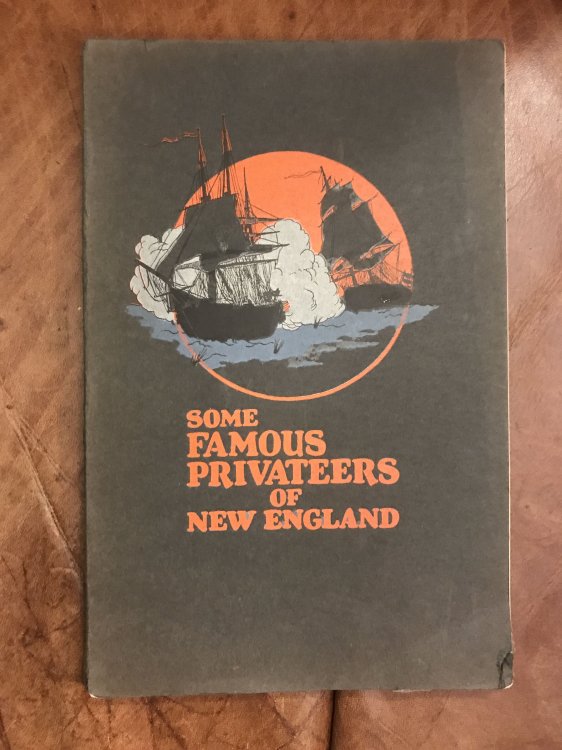 SOME
FAMOUS
PRIVATEERS
OF
NEW ENGLAND